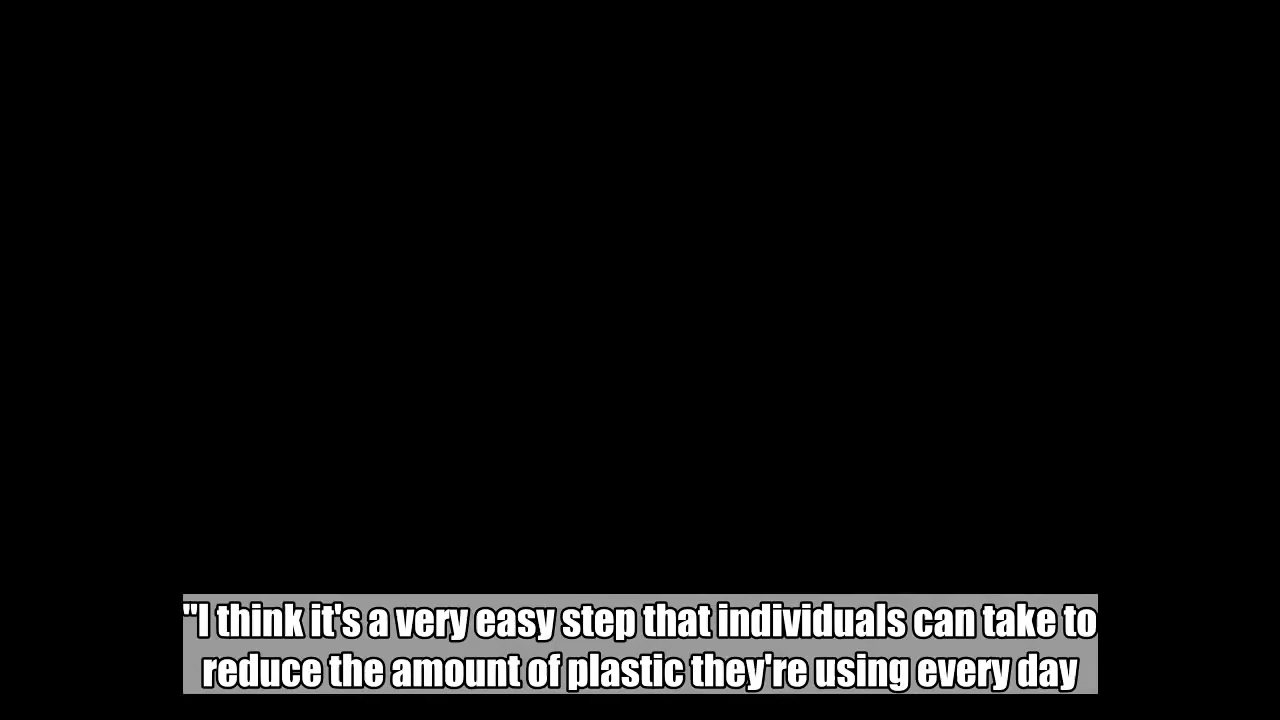 "I think it's a very easy step that individuals can take to
reduce the amount of plastic they're using every day